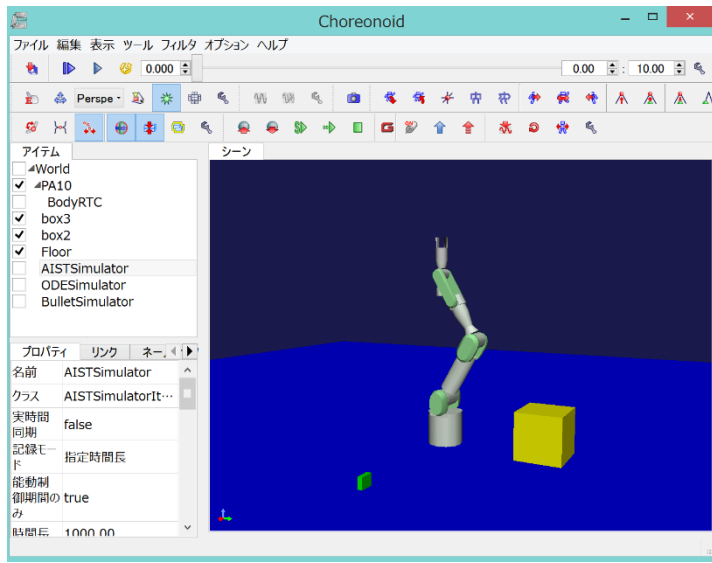 Choreonoid
ファイル 編集 表示 ツール フィルタ オプション ヘルプ
0.000 0.00 : 10.00
Perspe
アイテム
シーン
World
PA10
BodyRTC
box3
box2
Floor
AISTSimulator
ODESimulator
BulletSimulator
プロパティ リンク ネー
名前 AISTSimulator
クラス AISTSimulatorIt…
実時間
同期 false
記録モー
ド 指定時間長
能動制
御期間の
み true
時間長 1000.00